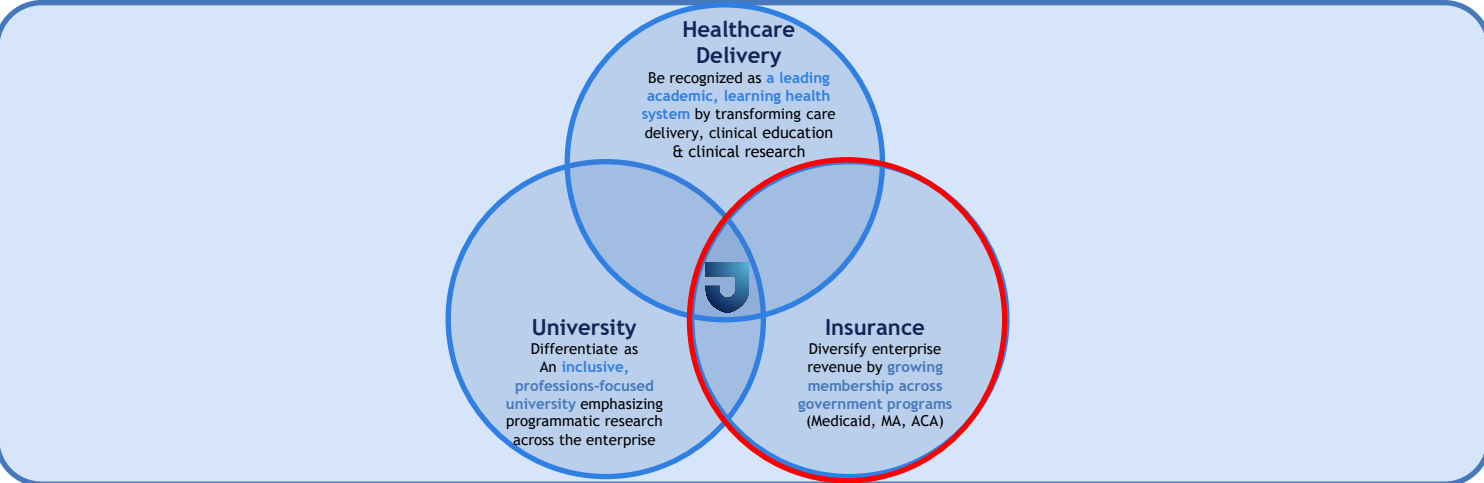 Healthcare
Delivery
Be recognized as a leading
academic, learning health
system by transforming care
delivery, clinical education
& clinical research
University
Differentiate as
An inclusive,
professions-focused
university emphasizing
programmatic research
across the enterprise
Insurance
Diversify enterprise
revenue by growing
membership across
government programs
(Medicaid, MA, ACA)